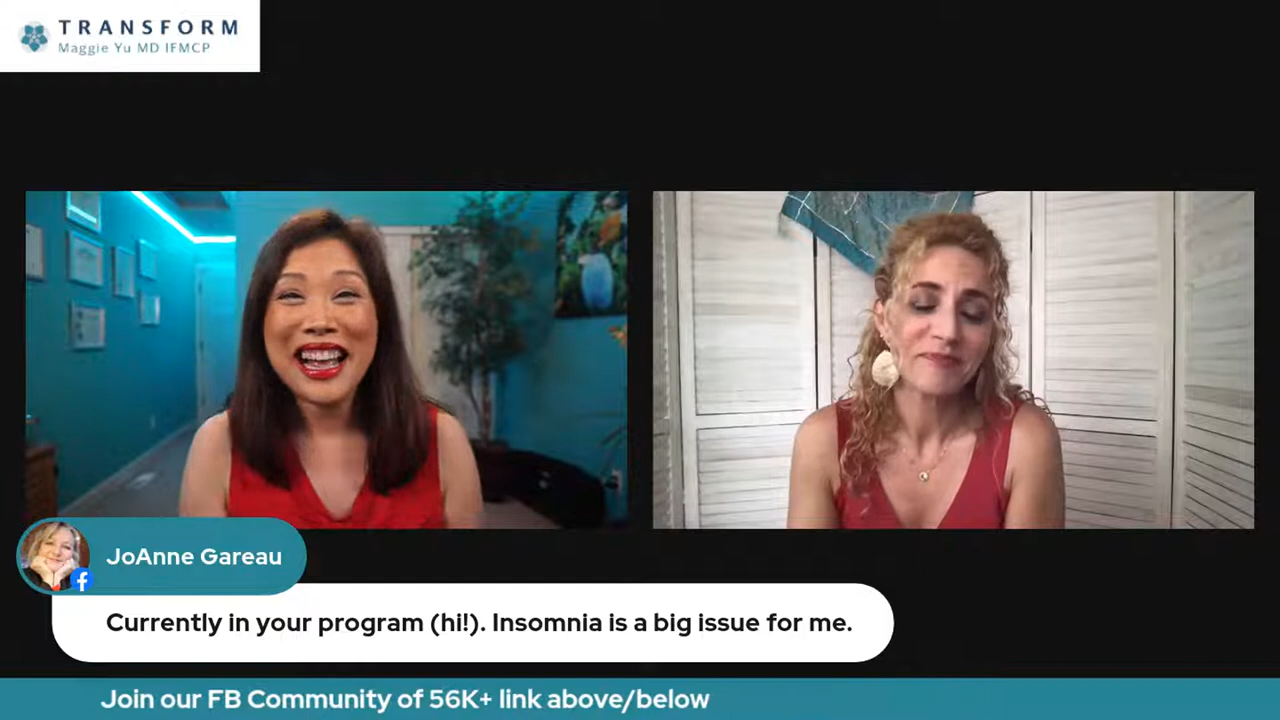 TRANSFORM
Maggie Yu MD IFMCP
JoAnne Gareau
Currently in your program (hi!). Insomnia is a big issue for me.
Join our FB Community of 56K+ link above/below